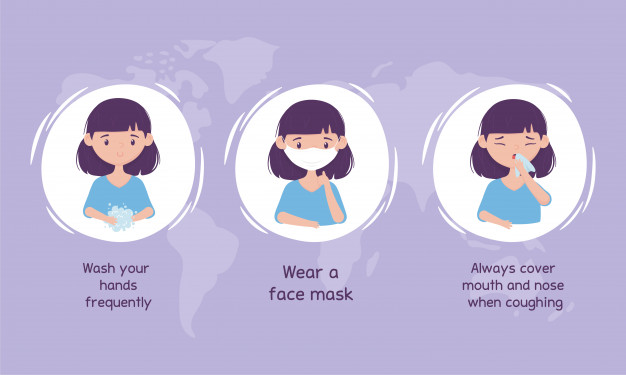 Wash your
hands
frequently
Wear a
face mask
Always cover
mouth and nose
when coughing